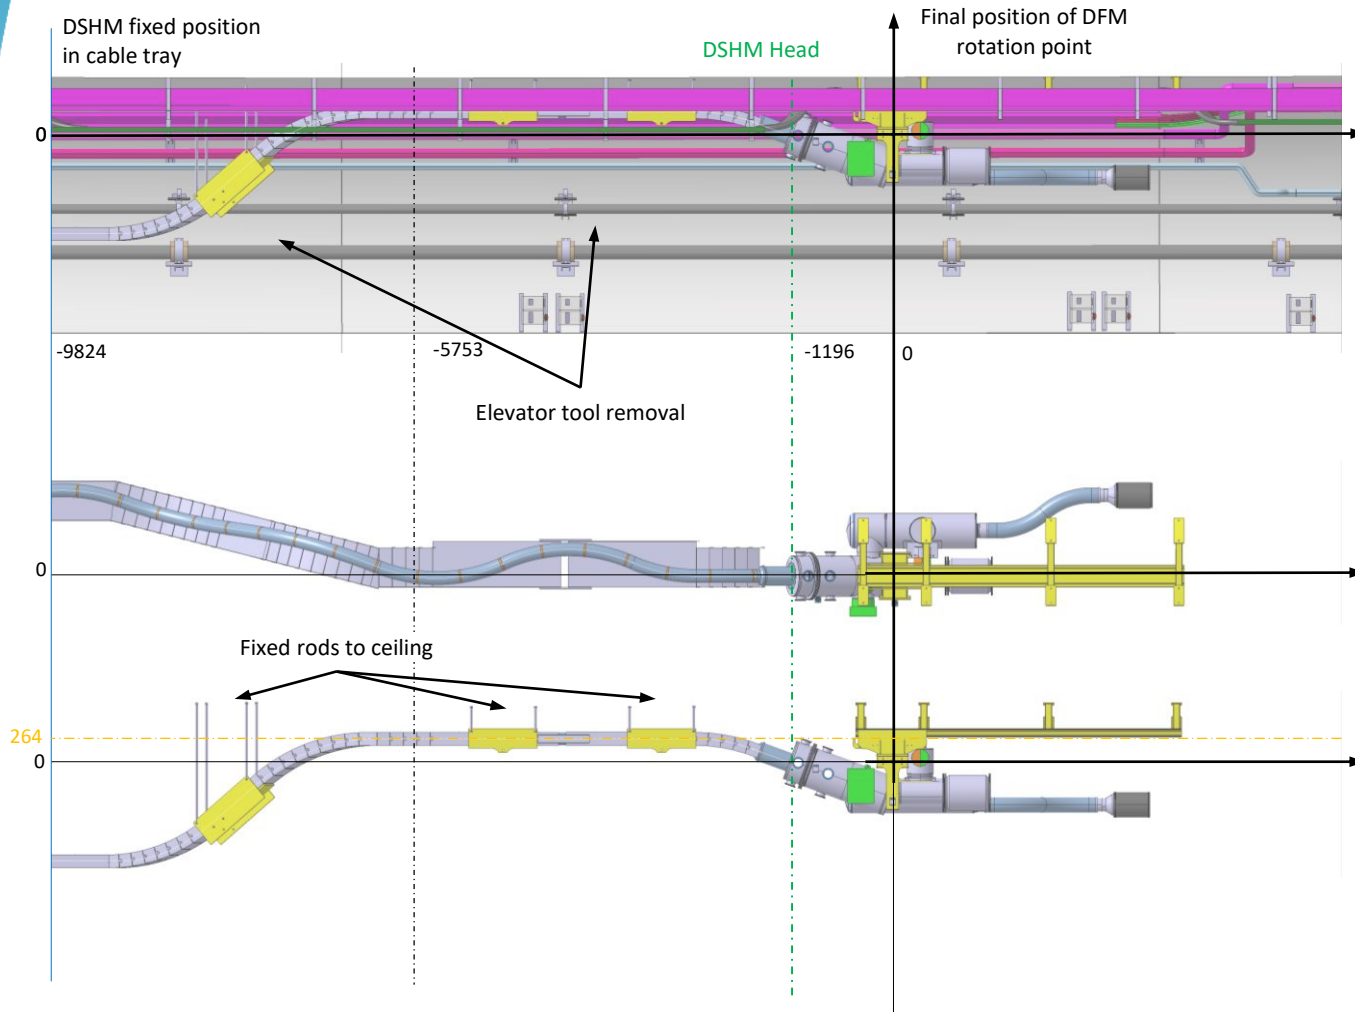 DSHM fixed position
in cable tray
Final position of DFM
rotation point
DSHM Head
0
-9824
-5753
-1196
0
Elevator tool removal
0
Fixed rods to ceiling
264
0